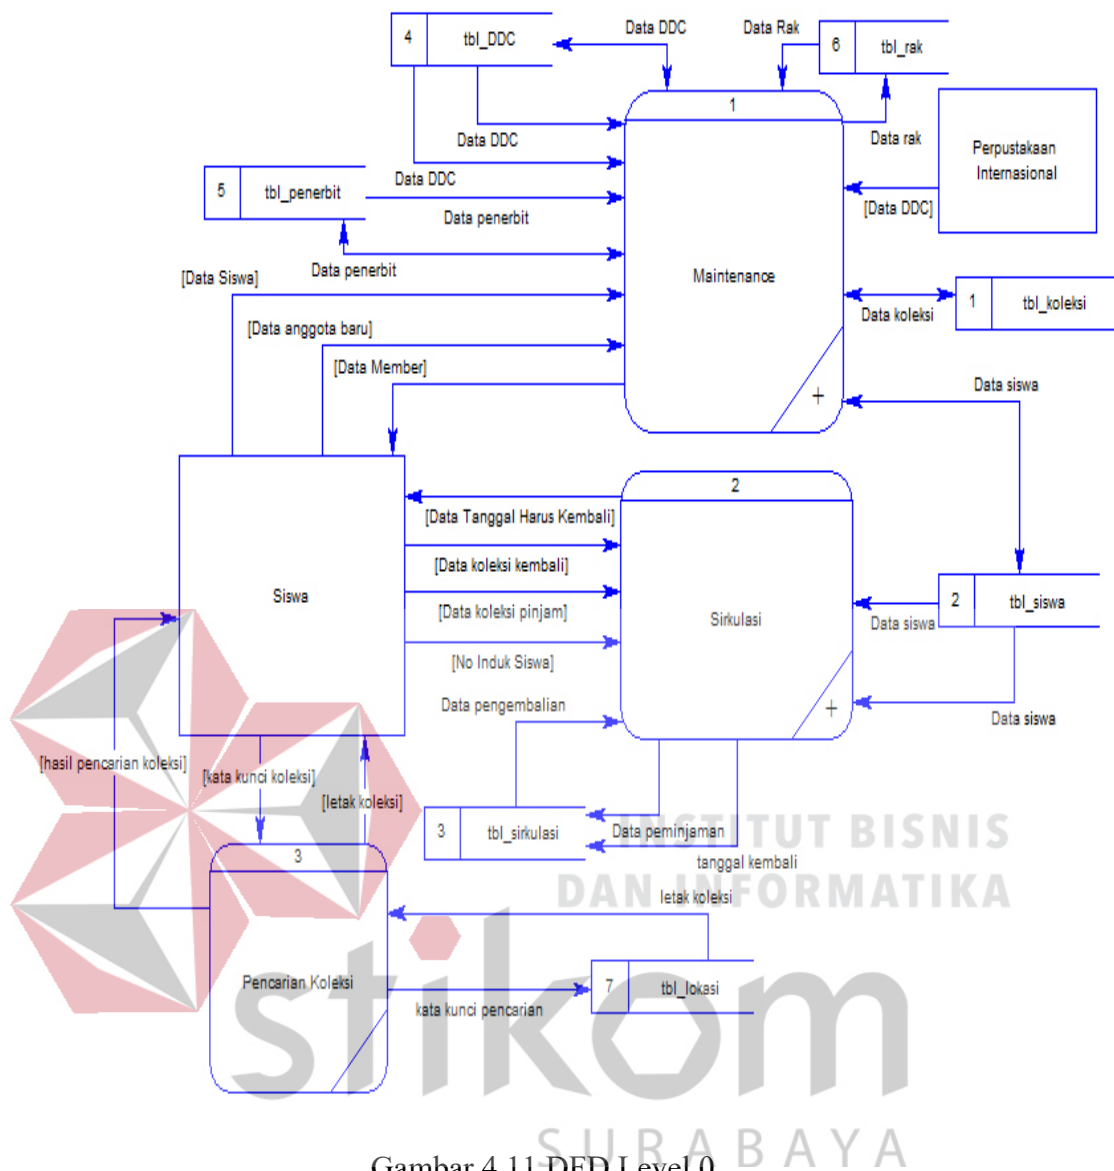 4 tbl_DDC
Data DDC
Data Rak
6 tbl_rak
1
Data DDC
Data rak
Perpustakaan
Internasional
Data DDC
5 tbl_penerbit
Data penerbit
[Data DDC]
Data penerbit
[Data Siswa]
Maintenance
1 tbl_koleksi
Data koleksi
[Data anggota baru]
[Data Member]
Data siswa
+
2
[Data Tanggal Harus Kembali]
[Data koleksi kembali]
Siswa
[Data koleksi pinjam]
2 tbl_siswa
Sirkulasi
Data siswa
[No Induk Siswa]
Data pengembalian
+
Data siswa
[hasil pencarian koleksi]
[kata kunci koleksi]
[letak koleksi]
3 tbl_sirkulasi
Data peminjaman
INSTITUT BISNIS
3
tanggal kembali
DAN INFORMATIKA
letak koleksi
Pencarian Koleksi
7 tbl_lokasi
kata kunci pencarian
stikom
SURABAYA
Gambar 4.11 DFD Level 0